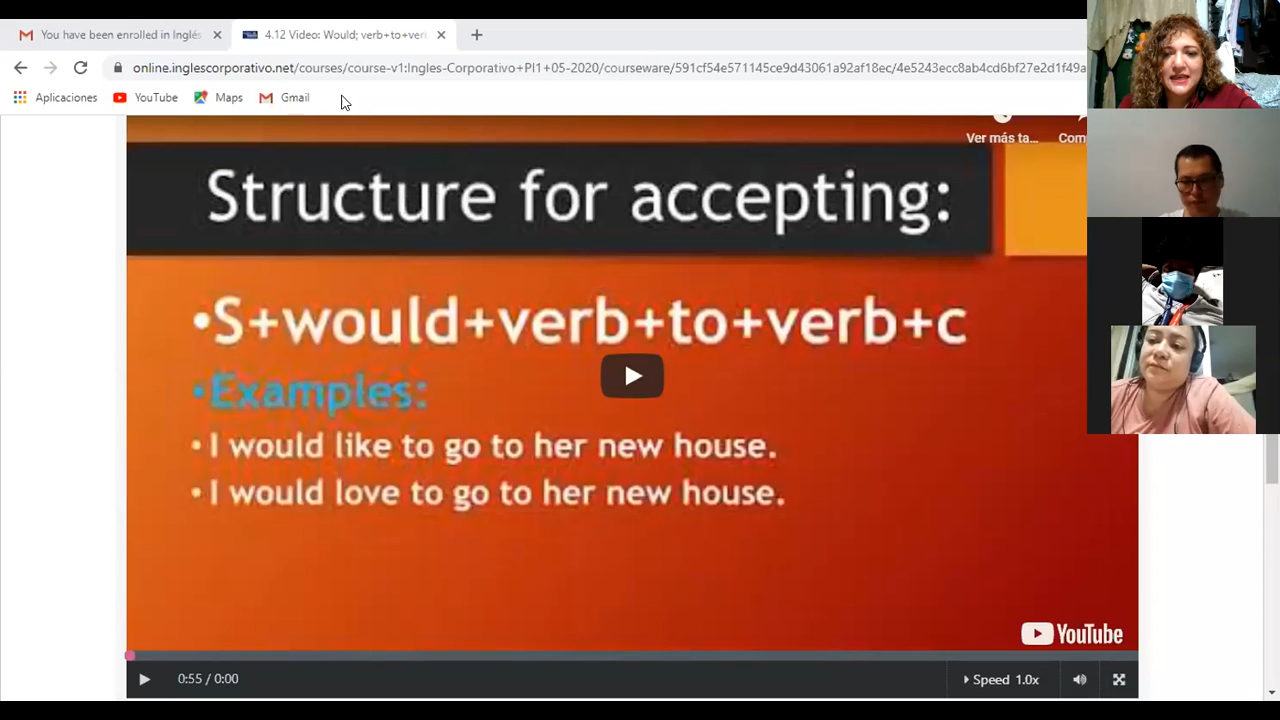 You have been enrolled in Inglés
4.12 Video: Would; verb+to+ver
online.inglescorporativo.net/courses/course-v1:Ingles-Corporativo+PI1+05-2020/courseware/591cf54e571145ce9d43061a92af18ec/4e5243ecc8ab4cd6bf27e2d1f49a
Aplicaciones YouTube Maps Gmail
Ver más ta... Com
Structure for accepting:
•S+would+verb+to+verb+c
•Examples:
• I would like to go to her new house.
• I would love to go to her new house.
YouTube
0:55 / 0:00 Speed 1.0x